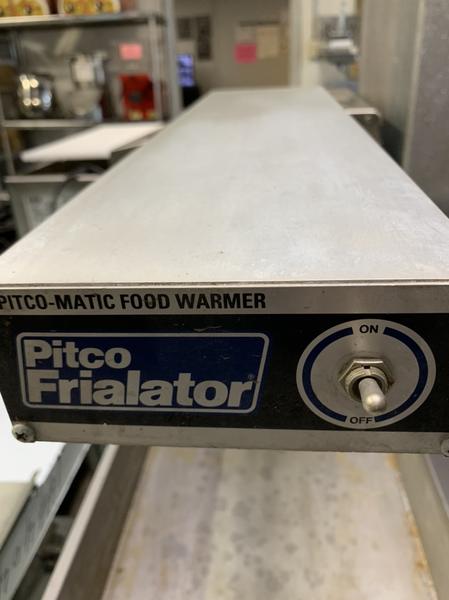 PITCO-MATIC FOOD WARMER
Pitco
Frialator®
ON
OFF